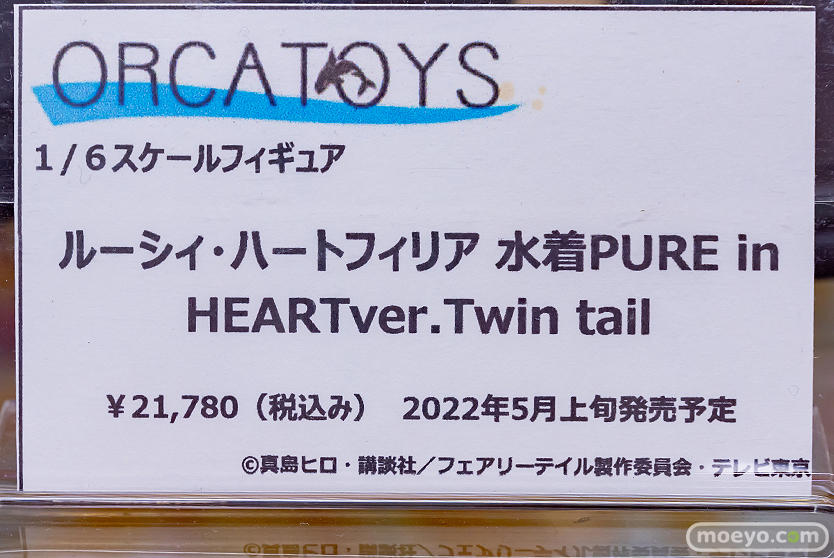 ORCATOYS
1/6スケールフィギュア
ルーシィ・ハートフィリア 水着PURE in
HEARTver.Twin tail
¥21,780（税込み） 2022年5月上旬発売予定
©真島ヒロ・講談社／フェアリーテイル製作委員会・テレビ東京
moeyo.com